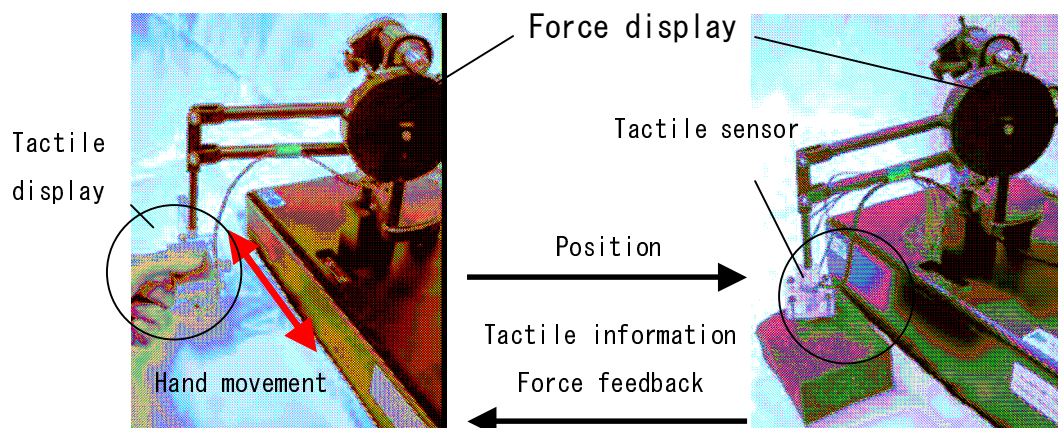 Force display
Tactile
display
Tactile sensor
Position
Tactile information
Force feedback
Hand movement